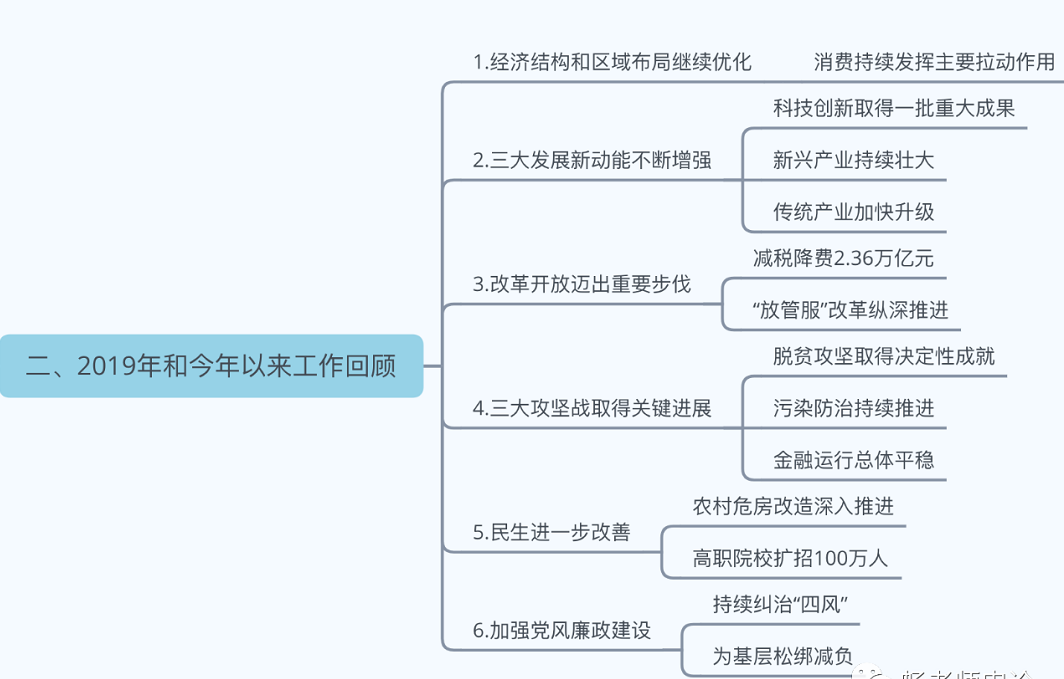 二、2019年和今年以来工作回顾
1.经济结构和区域布局继续优化
消费持续发挥主要拉动作用
2.三大发展新动能不断增强
科技创新取得一批重大成果
新兴产业持续壮大
传统产业加快升级
3.改革开放迈出重要步伐
减税降费2.36万亿元
“放管服”改革纵深推进
4.三大攻坚战取得关键进展
脱贫攻坚取得决定性成就
污染防治持续推进
金融运行总体平稳
5.民生进一步改善
农村危房改造深入推进
高职院校扩招100万人
6.加强党风廉政建设
持续纠治“四风”
为基层松绑减负